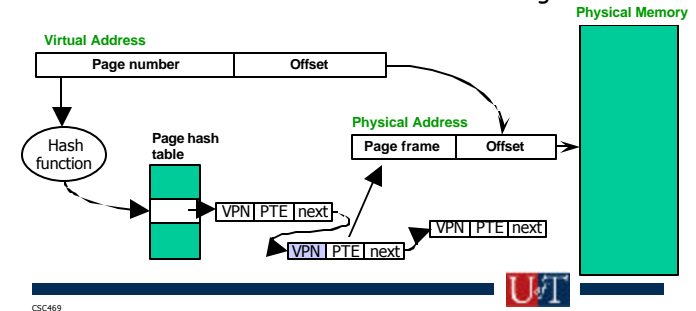 Physical Memory
Virtual Address
Page number Offset
Physical Address
Page frame Offset
Hash
function
Page hash
table
VPN PTE next
VPN PTE next
VPN PTE next
U of T
CSC469